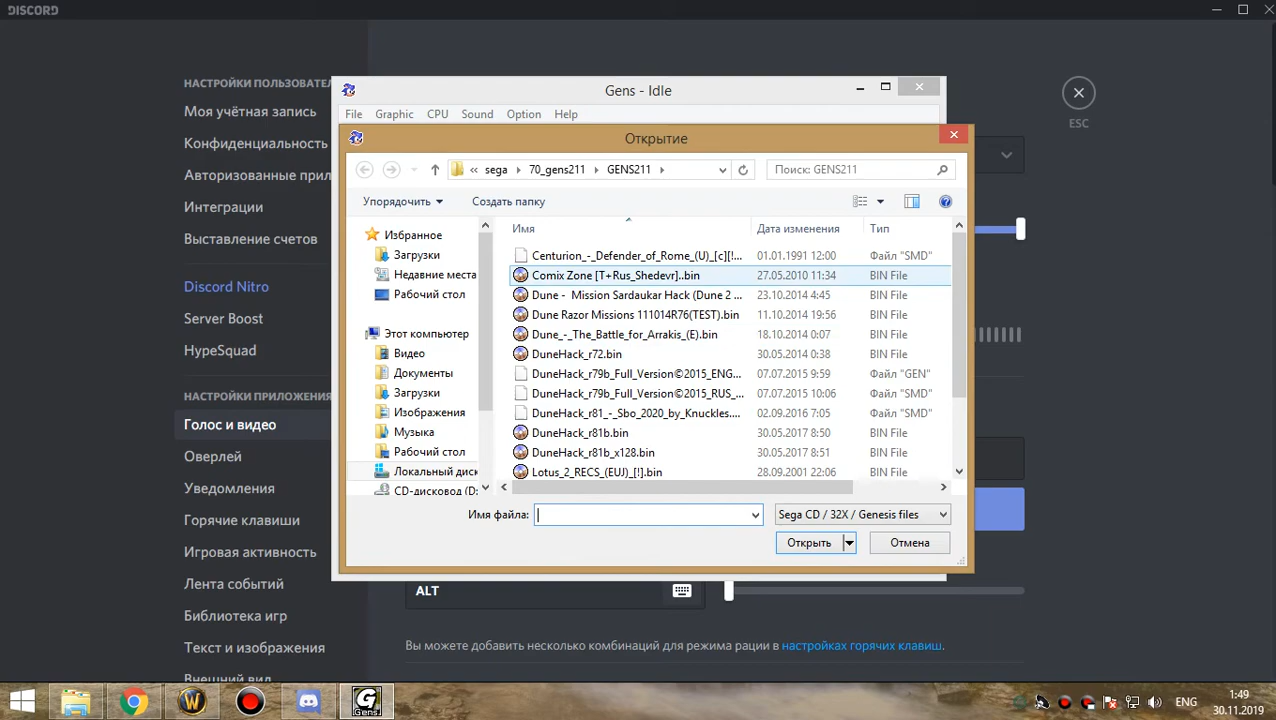 DISCORD
НАСТРОЙКИ ПОЛЬЗОВАТЕЛ
Моя учётная запись
Конфиденциальность
Авторизованные прил
Интеграции
Выставление счетов
Discord Nitro
Server Boost
HypeSquad
НАСТРОЙКИ ПРИЛОЖЕНИЯ
Голос и видео
Оверлей
Уведомления
Горячие клавиши
Игровая активность
Лента событий
Библиотека игр
Текст и изображения
Внешний вид
ESC
Gens - Idle
File Graphic CPU Sound Option Help
Открытие
« sega 70_gens211 GENS211
Поиск: GENS211
Упорядочить Создать папку
Избранное
Загрузки
Недавние места
Рабочий стол
Этот компьютер
Видео
Документы
Загрузки
Изображения
Музыка
Рабочий стол
Локальный диск
CD-дисковод (D:
Имя Дата изменения Тип
Centurion_-_Defender_of_Rome_(U)_[c][!... 01.01.1991 12:00 Файл "SMD"
Comix Zone [T+Rus_Shedevr]..bin 27.05.2010 11:34 BIN File
Dune - Mission Sardaukar Hack (Dune 2 ... 23.10.2014 4:45 BIN File
Dune Razor Missions 111014R76(TEST).bin 11.10.2014 19:56 BIN File
Dune_-_The_Battle_for_Arrakis_(E).bin 18.10.2014 0:07 BIN File
DuneHack_r72.bin 30.05.2014 0:38 BIN File
DuneHack_r79b_Full_Version©2015_ENG... 07.07.2015 9:59 Файл "GEN"
DuneHack_r79b_Full_Version©2015_RUS_... 07.07.2015 10:06 Файл "SMD"
DuneHack_r81_-_Sbo_2020_by_Knuckles.... 02.09.2016 7:05 Файл "SMD"
DuneHack_r81b.bin 30.05.2017 8:50 BIN File
DuneHack_r81b_x128.bin 30.05.2017 8:51 BIN File
Lotus_2_RECS_(EUJ)_[!].bin 28.09.2001 22:06 BIN File
Имя файла: Sega CD / 32X / Genesis files
Открыть Отмена
ALT
Вы можете добавить несколько комбинаций для режима рации в настройках горячих клавиш.
Gens
ENG
1:49
30.11.2019